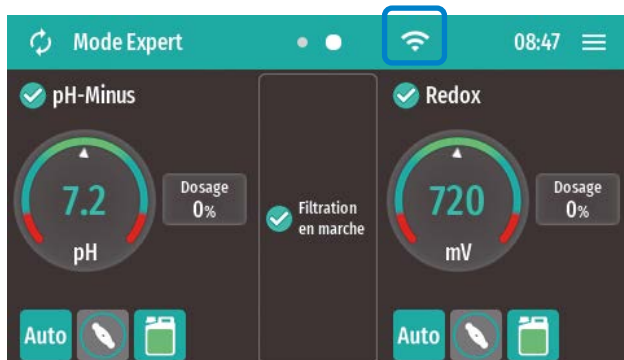 Mode Expert
08:47
pH-Minus
7.2
pH
Dosage
0%
Auto
Filtration
en marche
Redox
720
mV
Dosage
0%
Auto